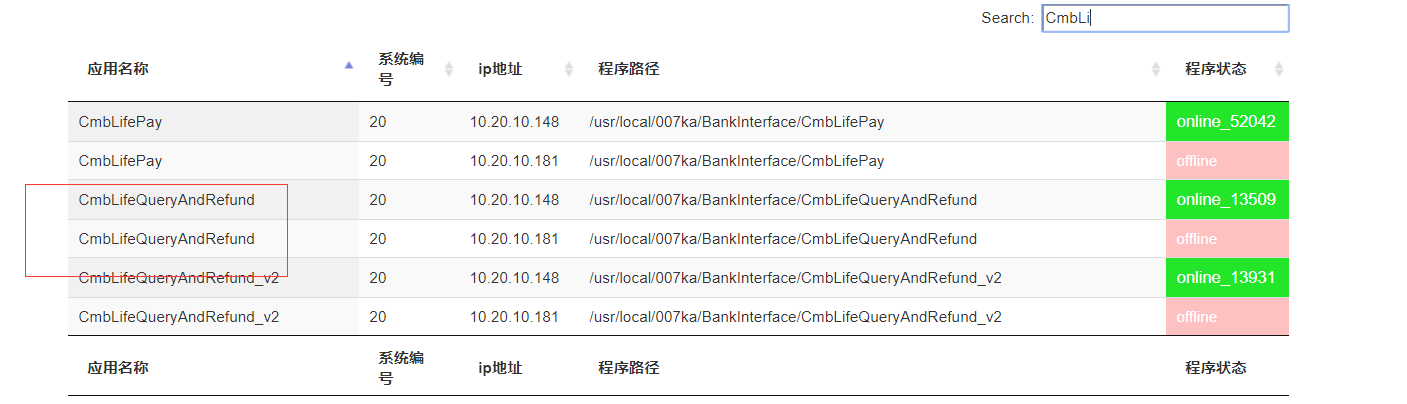 Search: CmbLi
应用名称 系统编号 ip地址 程序路径 程序状态
CmbLifePay 20 10.20.10.148 /usr/local/007ka/BankInterface/CmbLifePay online_52042
CmbLifePay 20 10.20.10.181 /usr/local/007ka/BankInterface/CmbLifePay offline
CmbLifeQueryAndRefund 20 10.20.10.148 /usr/local/007ka/BankInterface/CmbLifeQueryAndRefund online_13509
CmbLifeQueryAndRefund 20 10.20.10.181 /usr/local/007ka/BankInterface/CmbLifeQueryAndRefund offline
CmbLifeQueryAndRefund_v2 20 10.20.10.148 /usr/local/007ka/BankInterface/CmbLifeQueryAndRefund_v2 online_13931
CmbLifeQueryAndRefund_v2 20 10.20.10.181 /usr/local/007ka/BankInterface/CmbLifeQueryAndRefund_v2 offline
应用名称 系统编号 ip地址 程序路径 程序状态